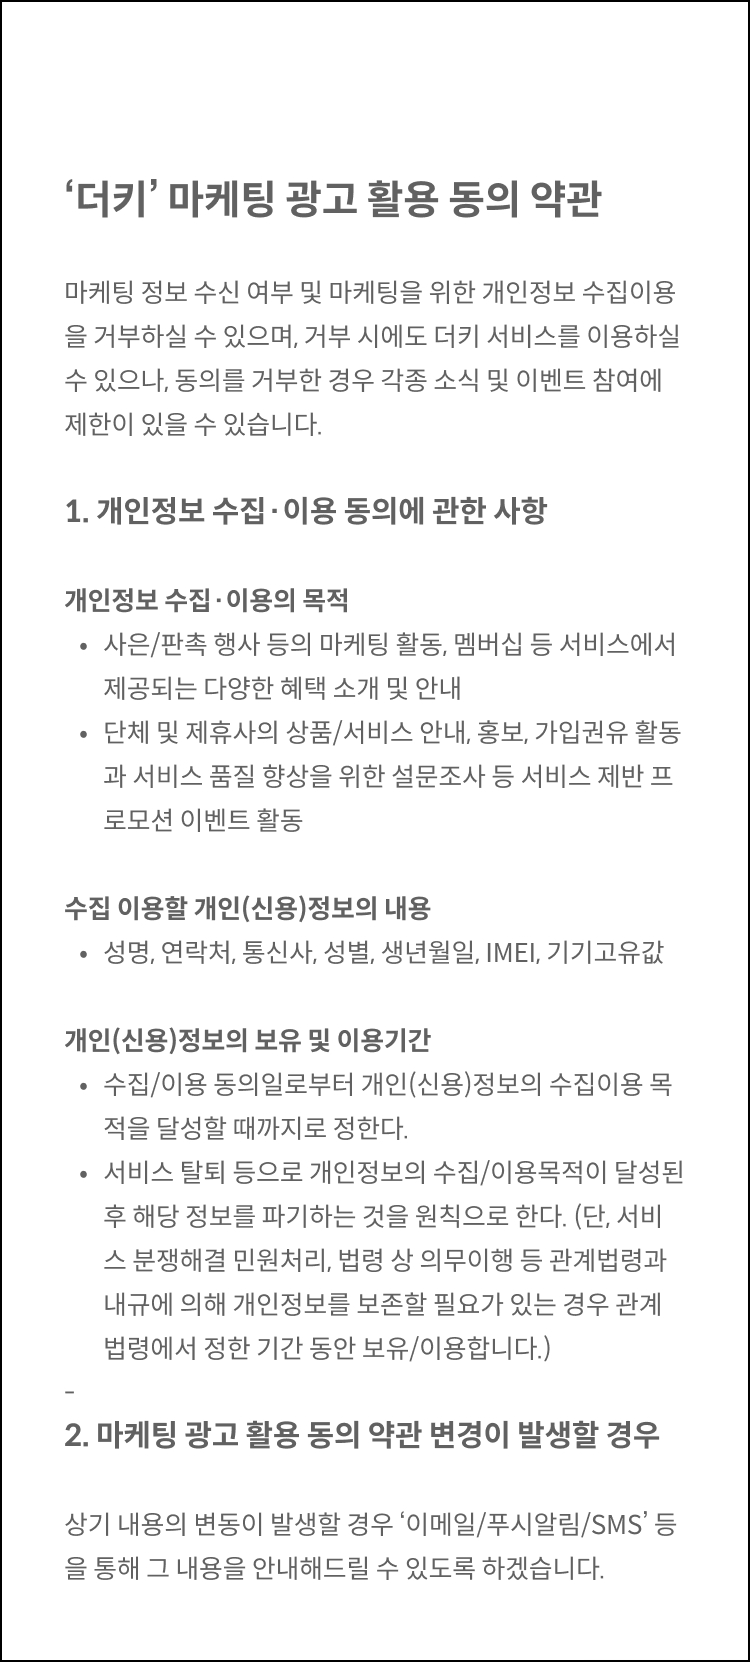 ‘더키’ 마케팅 광고 활용 동의 약관
마케팅 정보 수신 여부 및 마케팅을 위한 개인정보 수집이용
을 거부하실 수 있으며, 거부 시에도 더키 서비스를 이용하실
수 있으나, 동의를 거부한 경우 각종 소식 및 이벤트 참여에
제한이 있을 수 있습니다.
1. 개인정보 수집·이용 동의에 관한 사항
개인정보 수집·이용의 목적
• 사은/판촉 행사 등의 마케팅 활동, 멤버십 등 서비스에서
제공되는 다양한 혜택 소개 및 안내
• 단체 및 제휴사의 상품/서비스 안내, 홍보, 가입권유 활동
과 서비스 품질 향상을 위한 설문조사 등 서비스 제반 프
로모션 이벤트 활동
수집 이용할 개인(신용)정보의 내용
• 성명, 연락처, 통신사, 성별, 생년월일, IMEI, 기기고유값
개인(신용)정보의 보유 및 이용기간
• 수집/이용 동의일로부터 개인(신용)정보의 수집이용 목
적을 달성할 때까지로 정한다.
• 서비스 탈퇴 등으로 개인정보의 수집/이용목적이 달성된
후 해당 정보를 파기하는 것을 원칙으로 한다. (단, 서비
스 분쟁해결 민원처리, 법령 상 의무이행 등 관계법령과
내규에 의해 개인정보를 보존할 필요가 있는 경우 관계
법령에서 정한 기간 동안 보유/이용합니다.)
–
2. 마케팅 광고 활용 동의 약관 변경이 발생할 경우
상기 내용의 변동이 발생할 경우 ‘이메일/푸시알림/SMS’ 등
을 통해 그 내용을 안내해드릴 수 있도록 하겠습니다.